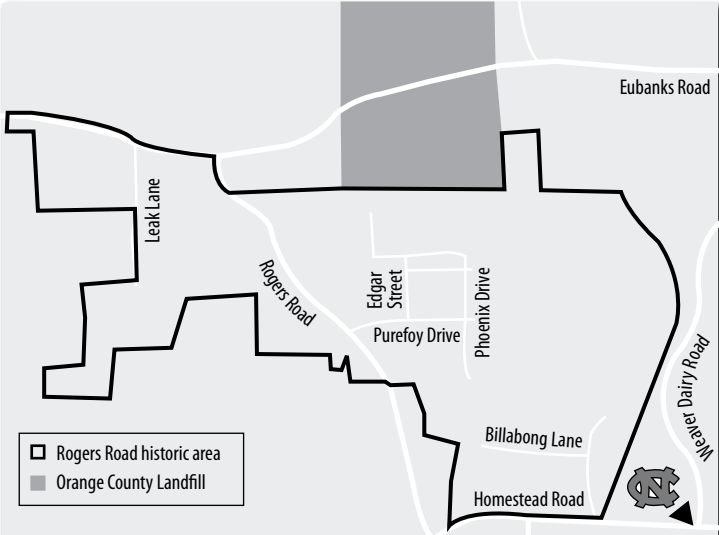 Eubanks Road
Leak Lane
Rogers Road
Edgar
Street
Phoenix Drive
Purefoy Drive
Weaver Dairy Road
Billabong Lane
Homestead Road
NC
Rogers Road historic area
Orange County Landfill